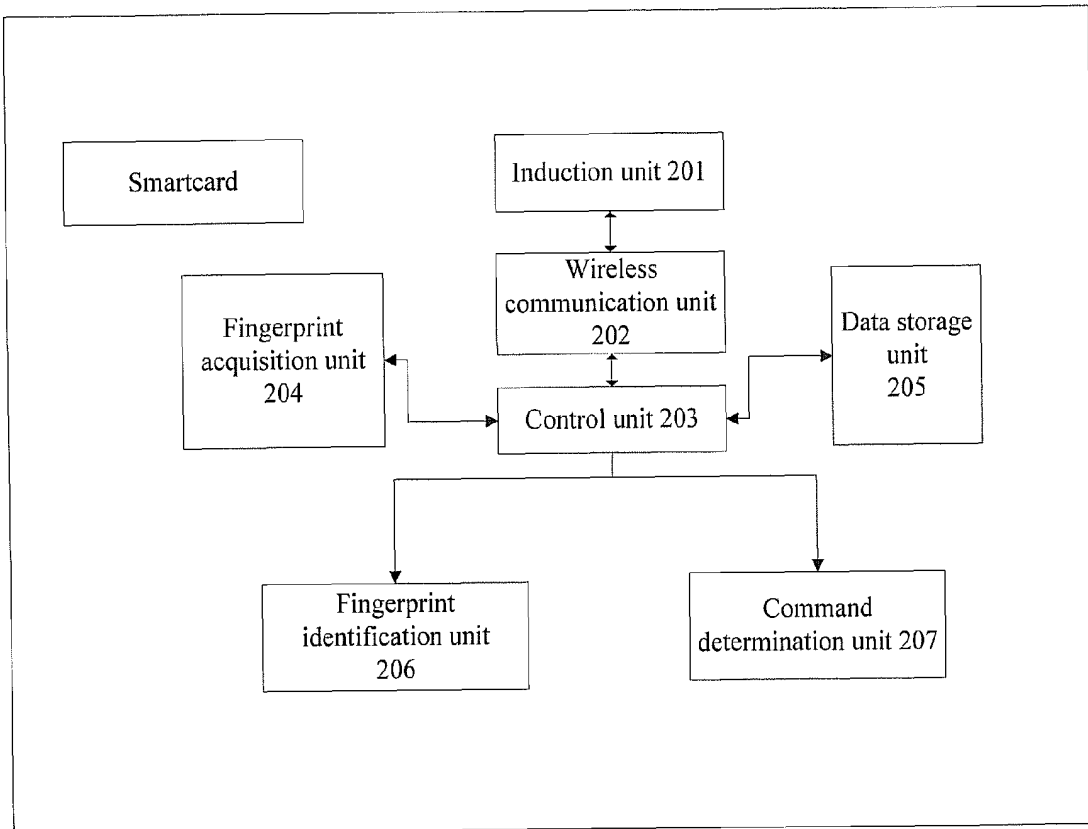 Smartcard
Induction unit 201
Wireless
communication unit
202
Fingerprint
acquisition unit
204
Data storage
unit
205
Control unit 203
Fingerprint
identification unit
206
Command
determination unit 207